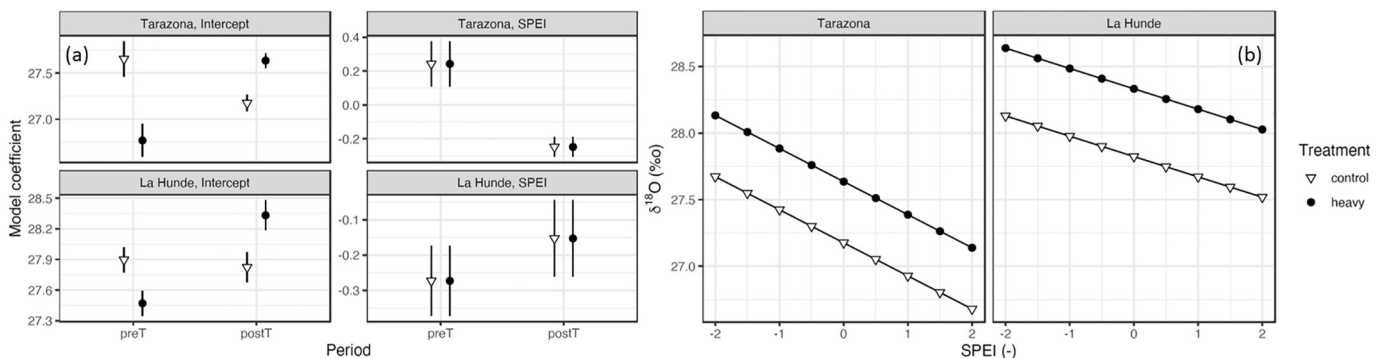 Tarazona, Intercept
Tarazona, SPEI
(a)
27.5
27.0
0.4
0.2
0.0
-0.2
La Hunde, Intercept
La Hunde, SPEI
28.5
28.2
27.9
27.6
27.3
-0.1
-0.2
-0.3
preT
postT
preT
postT
Model coefficient
Period
Tarazona
La Hunde
(b)
28.5
28.0
27.5
27.0
δ¹⁸O (‰)
-2
-1
0
1
2
-2
-1
0
1
2
SPEI (-)
Treatment
control
heavy